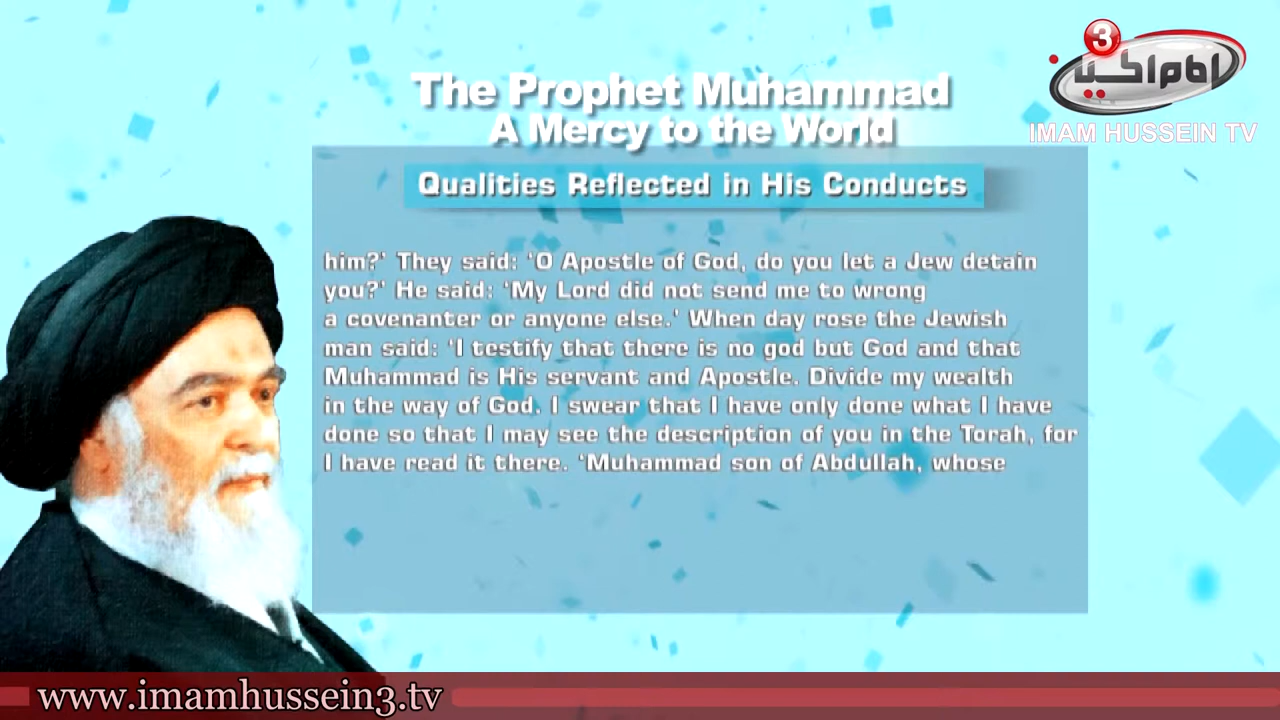 The Prophet Muhammad
A Mercy to the World
Qualities Reflected in His Conducts
him?' They said: 'O Apostle of God, do you let a Jew detain
you?' He said: 'My Lord did not send me to wrong
a covenanter or anyone else.' When day rose the Jewish
man said: 'I testify that there is no god but God and that
Muhammad is His servant and Apostle. Divide my wealth
in the way of God. I swear that I have only done what I have
done so that I may see the description of you in the Torah, for
I have read it there. 'Muhammad son of Abdullah, whose
3
IMAM HUSSEIN TV
www.imamhussein3.tv